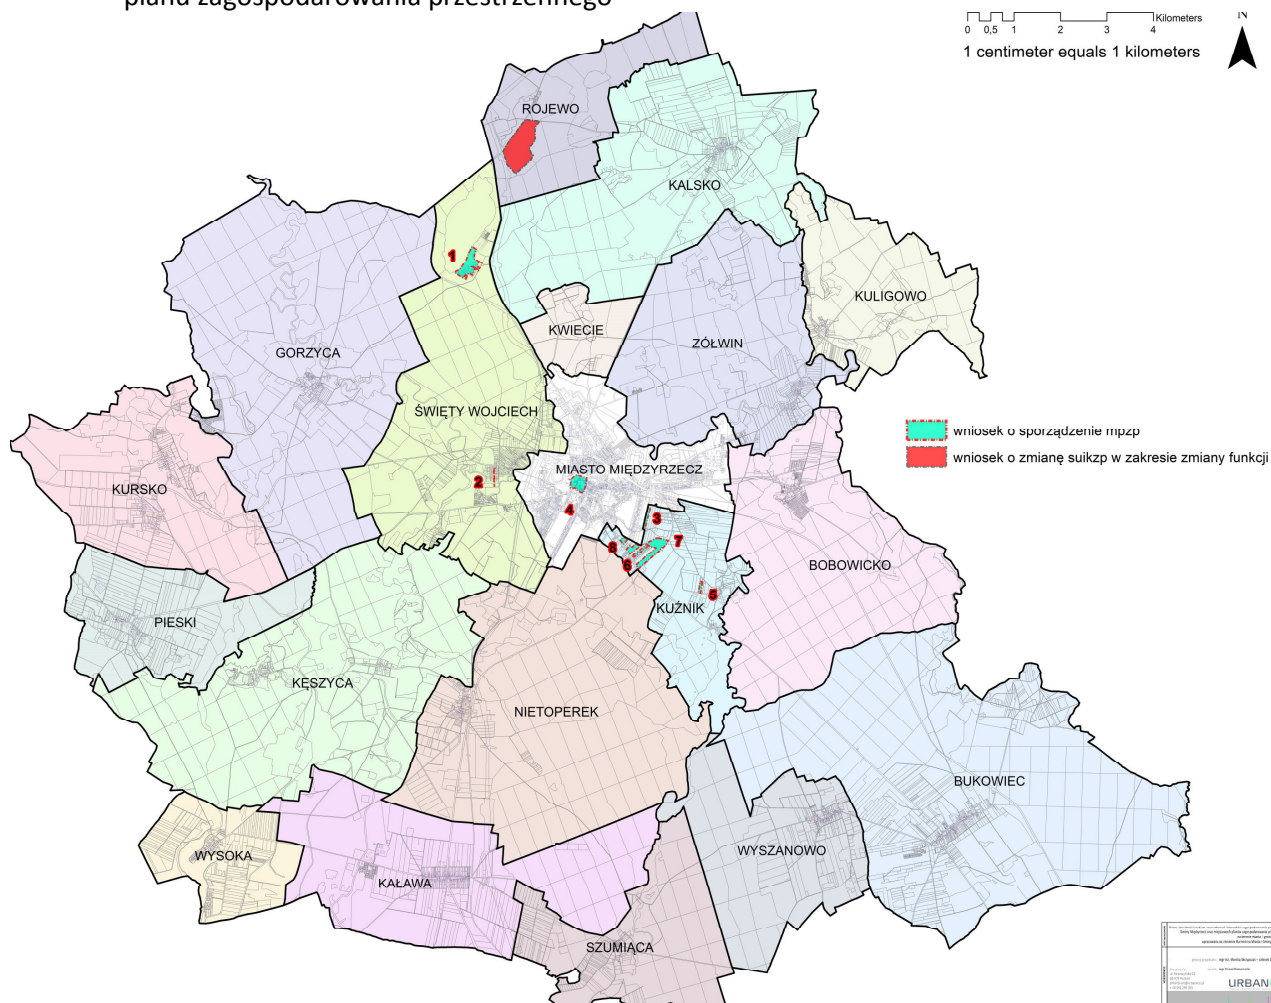 planu zagospodarowania przestrzennego
Kilometers
0 0,5 1 2 3 4
1 centimeter equals 1 kilometers
N
ROJEWO
KALSKO
1
KULIGOWO
KWIECIE
ZÓŁWIN
GORZYCA
ŚWIĘTY WOJCIECH
wniosek o sporządzenie mpzp
wniosek o zmianę suikzp w zakresie zmiany funkcji
MIASTO MIĘDZYRZECZ
2
KURSKO
4
3
8
7
6
BOBOWICKO
5
KUŹNIK
PIESKI
KĘSZYCA
NIETOPEREK
BUKOWIEC
WYSZANOWO
WYSOKA
KAŁAWA
SZUMIĄCA
URBAN